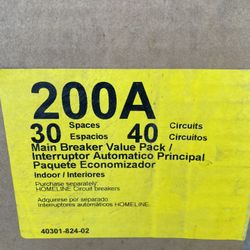 200A
30 Spaces Espacios 40 Circuits Circuitos
Main Breaker Value Pack /
Interruptor Automatico Principal
Paquete Economizador
Indoor / Interiores
Purchase separately/
HOMELINE Circuit breakers
Adquirirse por separado
Interruptores automáticos HOMELINE.
40301-824-02